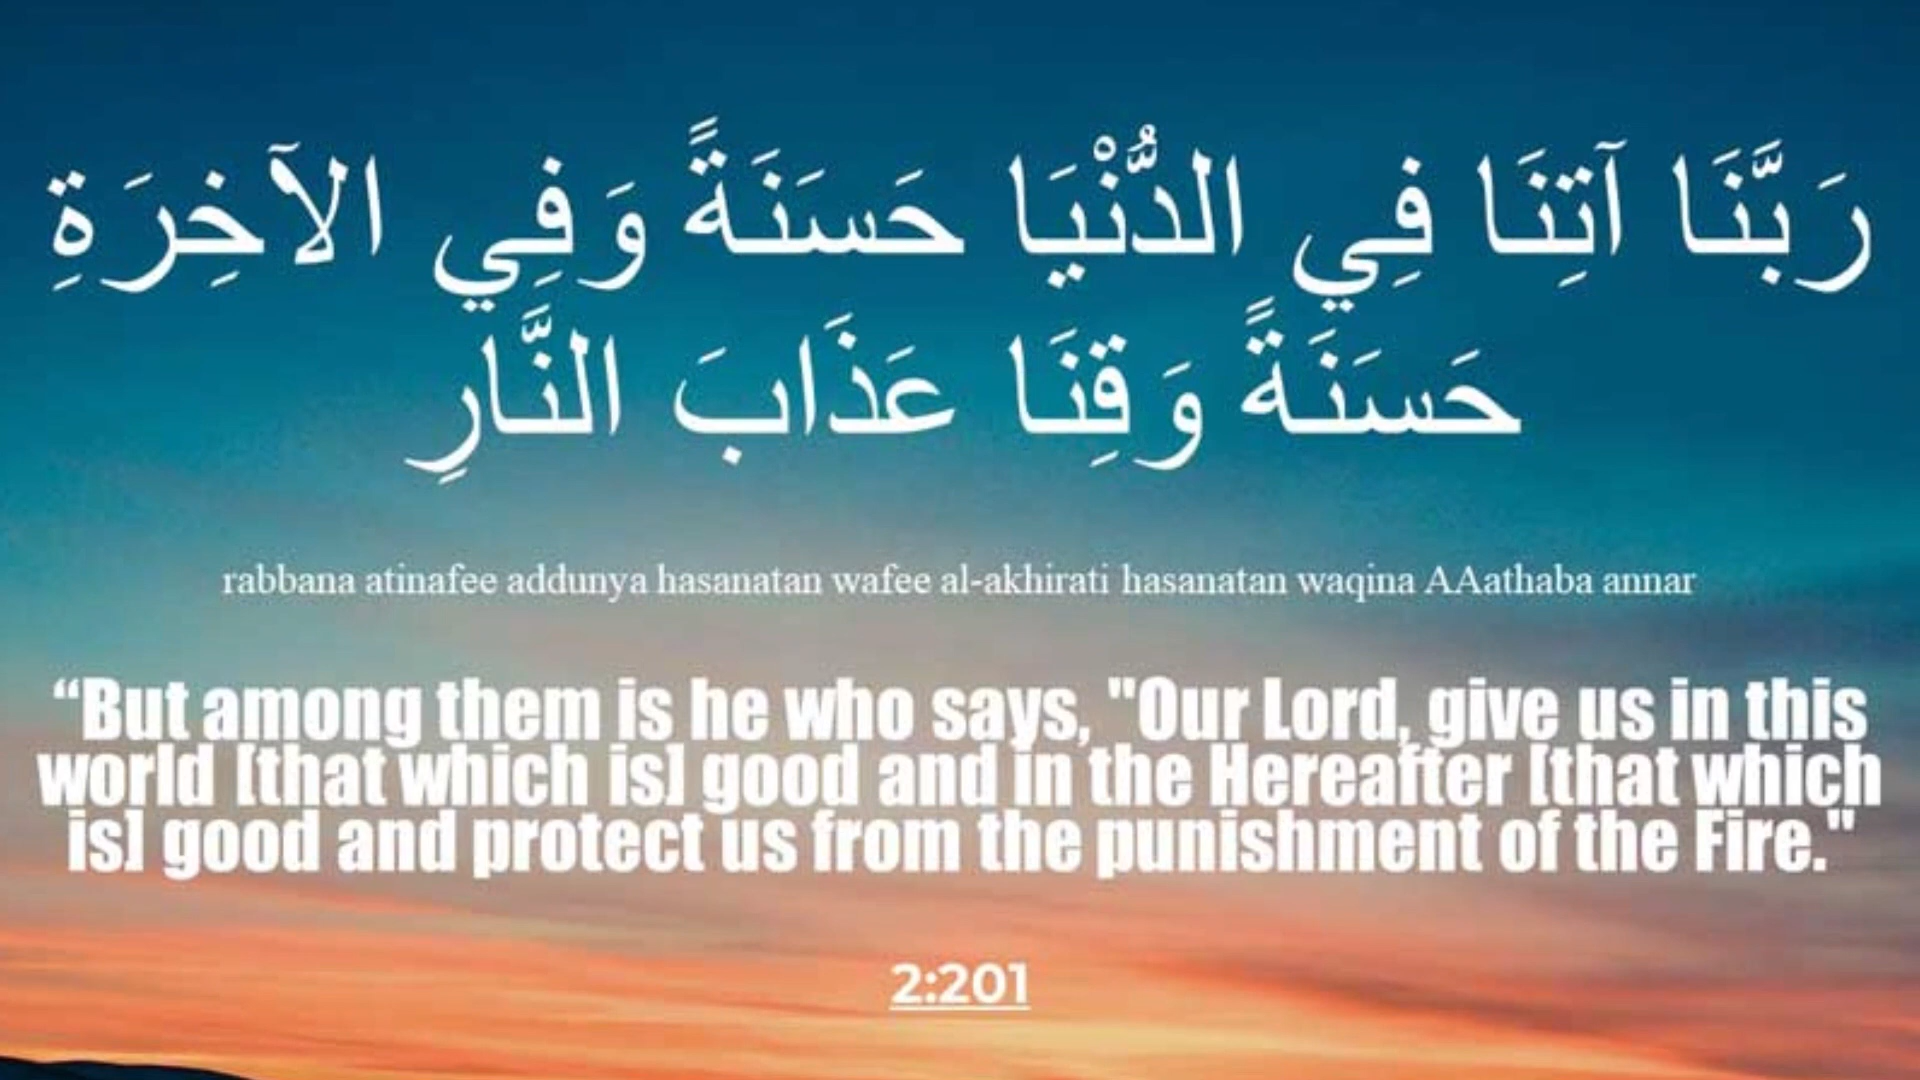 رَبَّنَا آتِنَا فِي الدُّنْيَا حَسَنَةً وَفِي الآخِرَةِ
حَسَنَةً وَقِنَا عَذَابَ النَّارِ
rabbana atinafee addunya hasanatan wafee al-akhirati hasanatan waqina AAathaba annar
“But among them is he who says, "Our Lord, give us in this
world [that which is] good and in the Hereafter [that which
is] good and protect us from the punishment of the Fire."
2:201